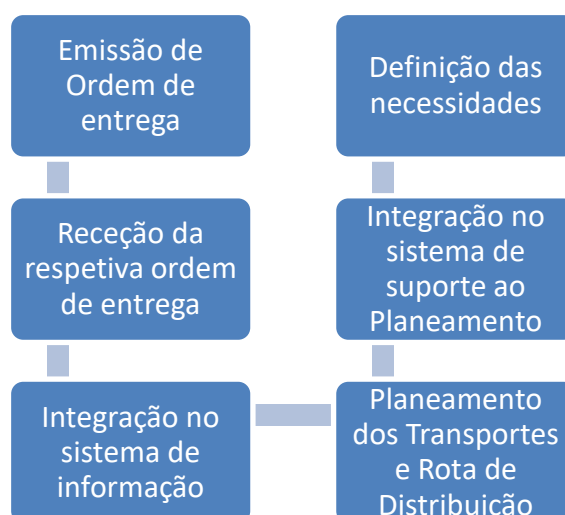 Emissão de
Ordem de
entrega
Receção da
respetiva ordem
de entrega
Integração no
sistema de
informação
Planeamento
dos Transportes
e Rota de
Distribuição
Integração no
sistema de
suporte ao
Planeamento
Definição das
necessidades